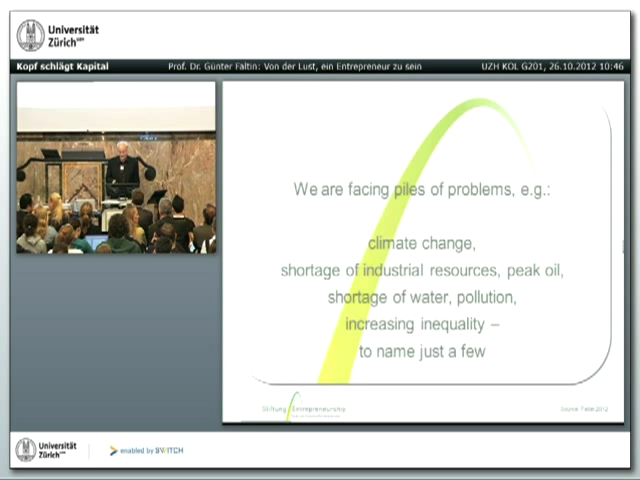 Universität
Zürich UZH
Kopf schlägt Kapital
Prof. Dr. Günter Faltin: Von der Lust, ein Entrepreneur zu sein
UZH KOL G201, 26.10.2012 10:46
We are facing piles of problems, e.g.:
climate change,
shortage of industrial resources, peak oil,
shortage of water, pollution,
increasing inequality –
to name just a few
Stiftung Entrepreneurship
Source: Faltin 2012
Universität
Zürich UZH
enabled by SWITCH